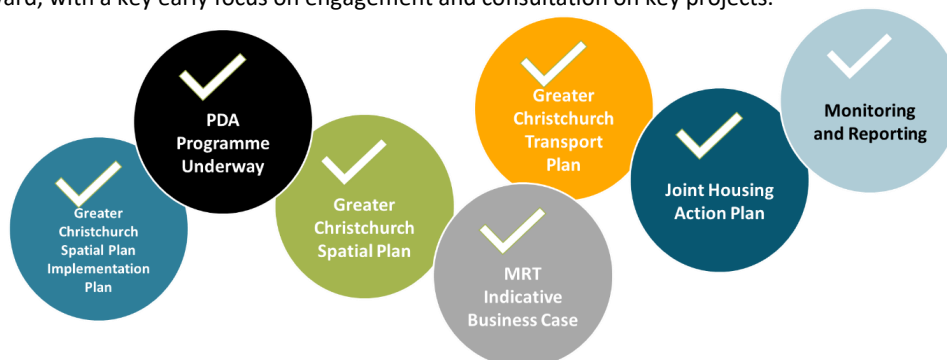 ward, with a key early focus on engagement and consultation on key projects.
Greater
Christchurch
Spatial Plan
Implementation
Plan
PDA
Programme
Underway
Greater
Christchurch
Spatial Plan
MRT
Indicative
Business Case
Greater
Christchurch
Transport
Plan
Joint Housing
Action Plan
Monitoring
and Reporting